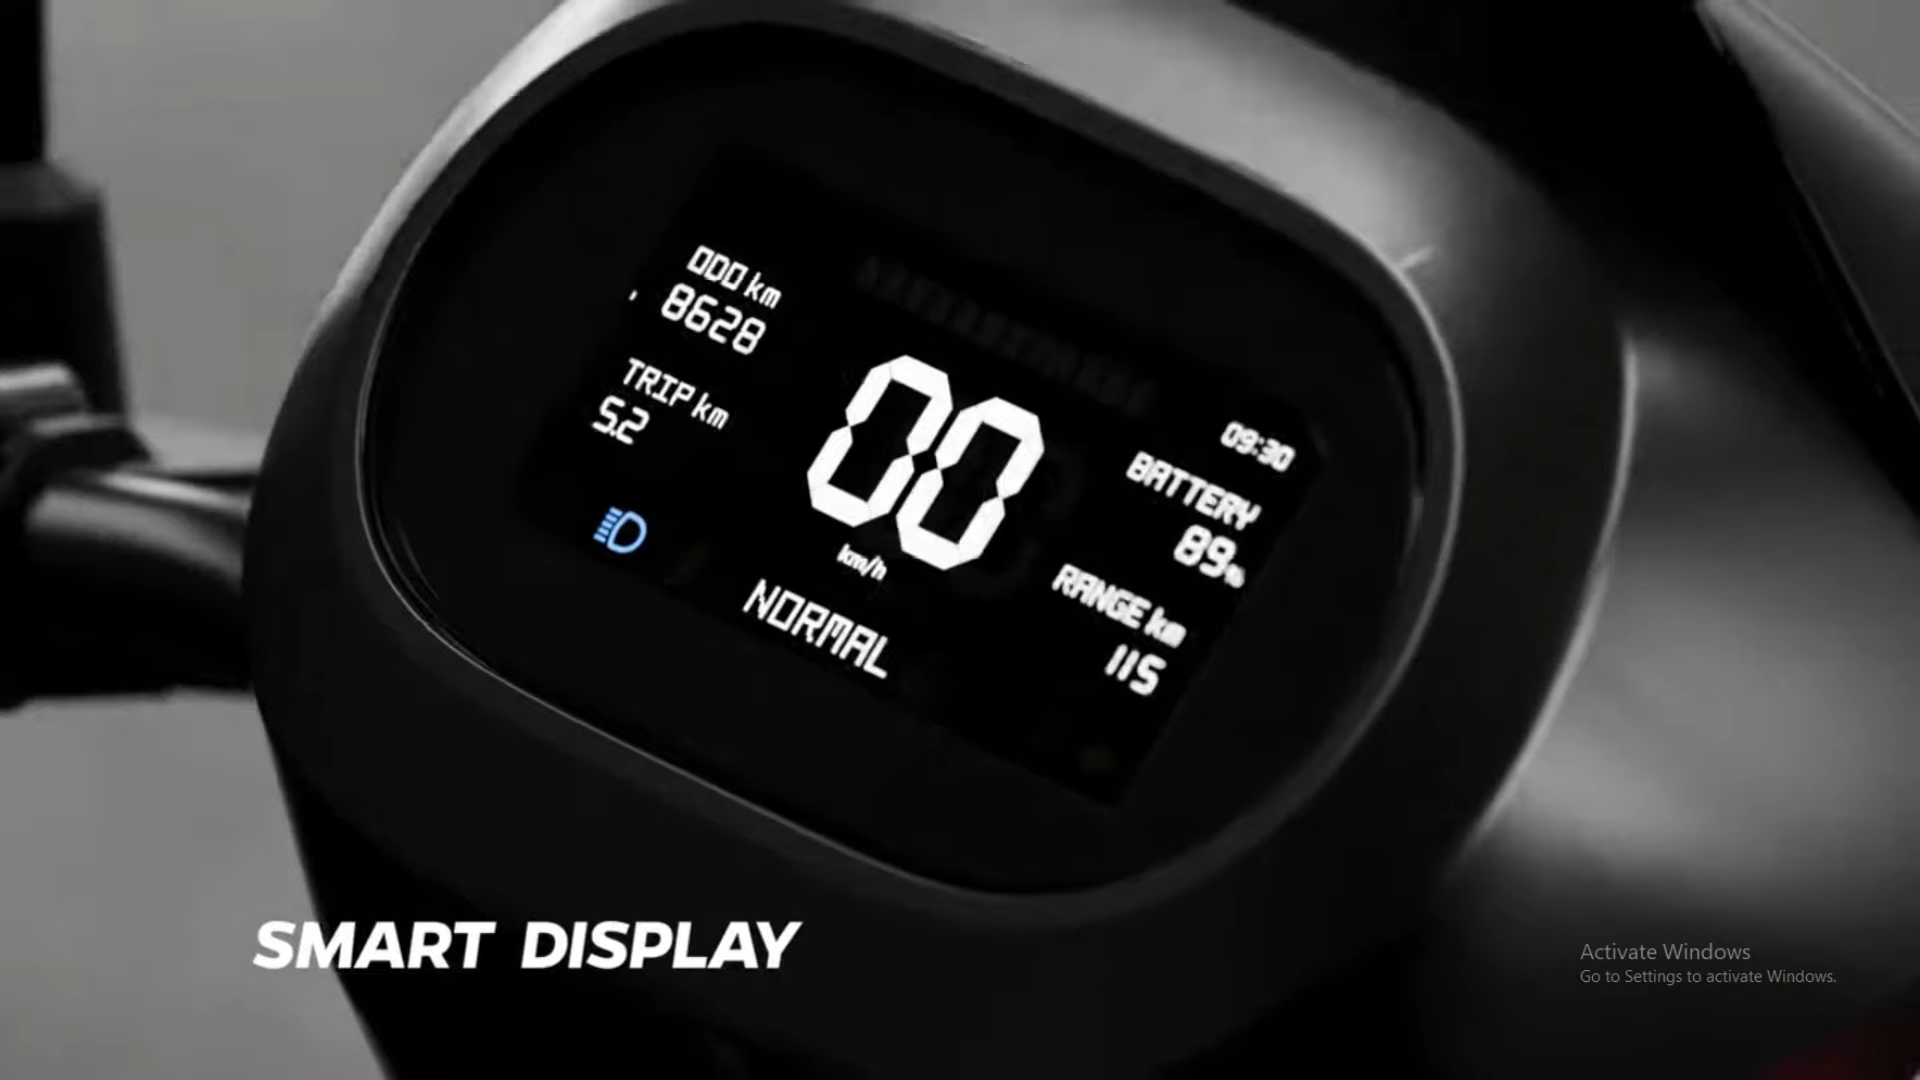 ODO km
8628
TRIP km
5.2
00
km/h
NORMAL
09:30
BATTERY
89%
RANGE km
115
SMART DISPLAY
Activate Windows
Go to Settings to activate Windows.